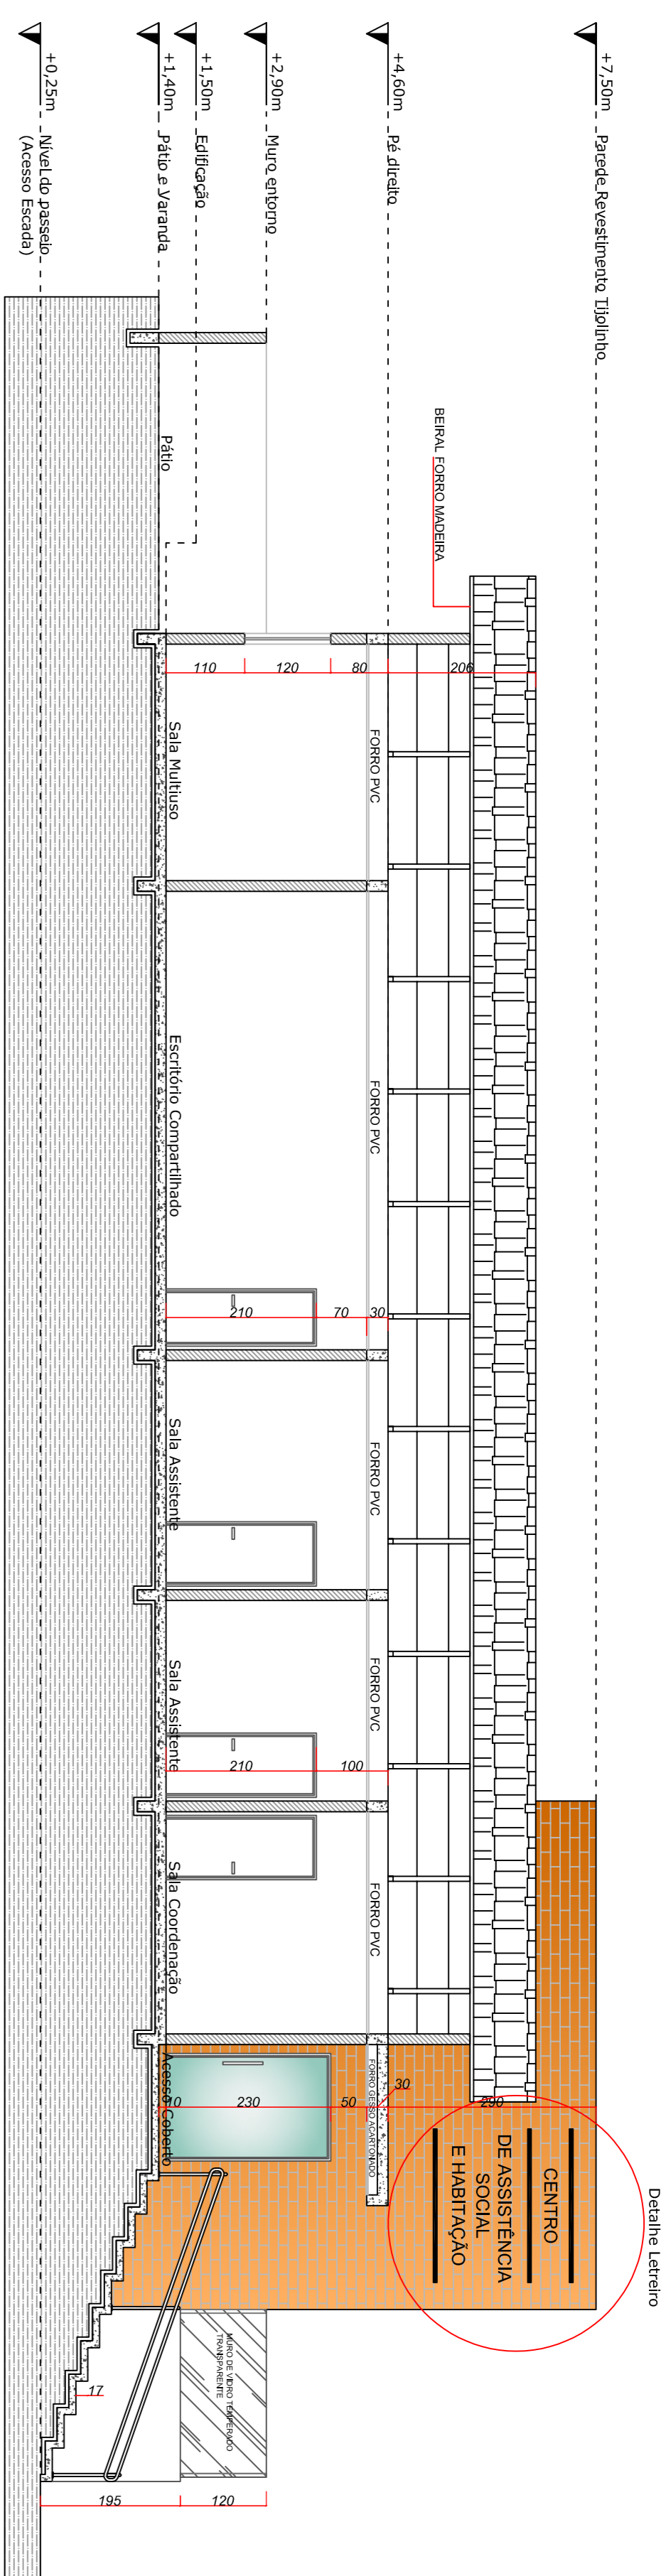 +7,50m
Parede Revestimento Tijolinho
+4,60m
Pé direito
+2,90m
Muro entorno
+1,50m
Edificação
+1,40m
Pátio e Varanda
+0,25m
Nível do passeio
(Acesso Escada)
BEIRAL FORRO MADEIRA
Pátio
110
120
80
206
FORRO PVC
Sala Multiuso
FORRO PVC
Escritório Compartilhado
210
70
30
FORRO PVC
Sala Assistente
FORRO PVC
Sala Assistente
210
100
FORRO PVC
Sala Coordenação
Acesso Coberto
10
230
50
30
290
FORRO GESSO ACARTONADO
Detalhe Letreiro
CENTRO
DE ASSISTÊNCIA
SOCIAL
E HABITAÇÃO
MURO DE VIDRO TEMPERADO
TRANSPARENTE
17
195
120